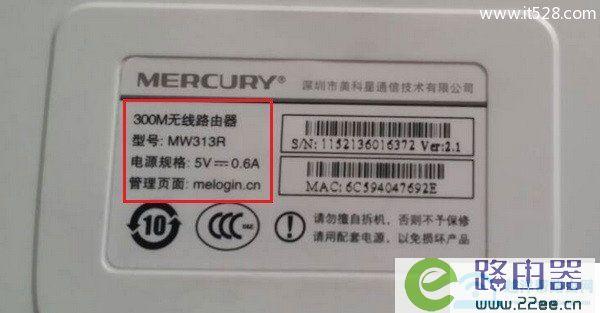 www.it528.com
MERCURY® 深圳市美科星通信技术有限公司
300M无线路由器
型号: MW313R
电源规格: 5V⎓0.6A
管理页面: melogin.cn
S/N: 1152136016372 Ver:2.1
MAC: 6C594047692E
10
CCC
S&E
请勿擅自拆机，否则不予保修
请用配套电源，以免损坏产品
路由器
www.22ee.cn